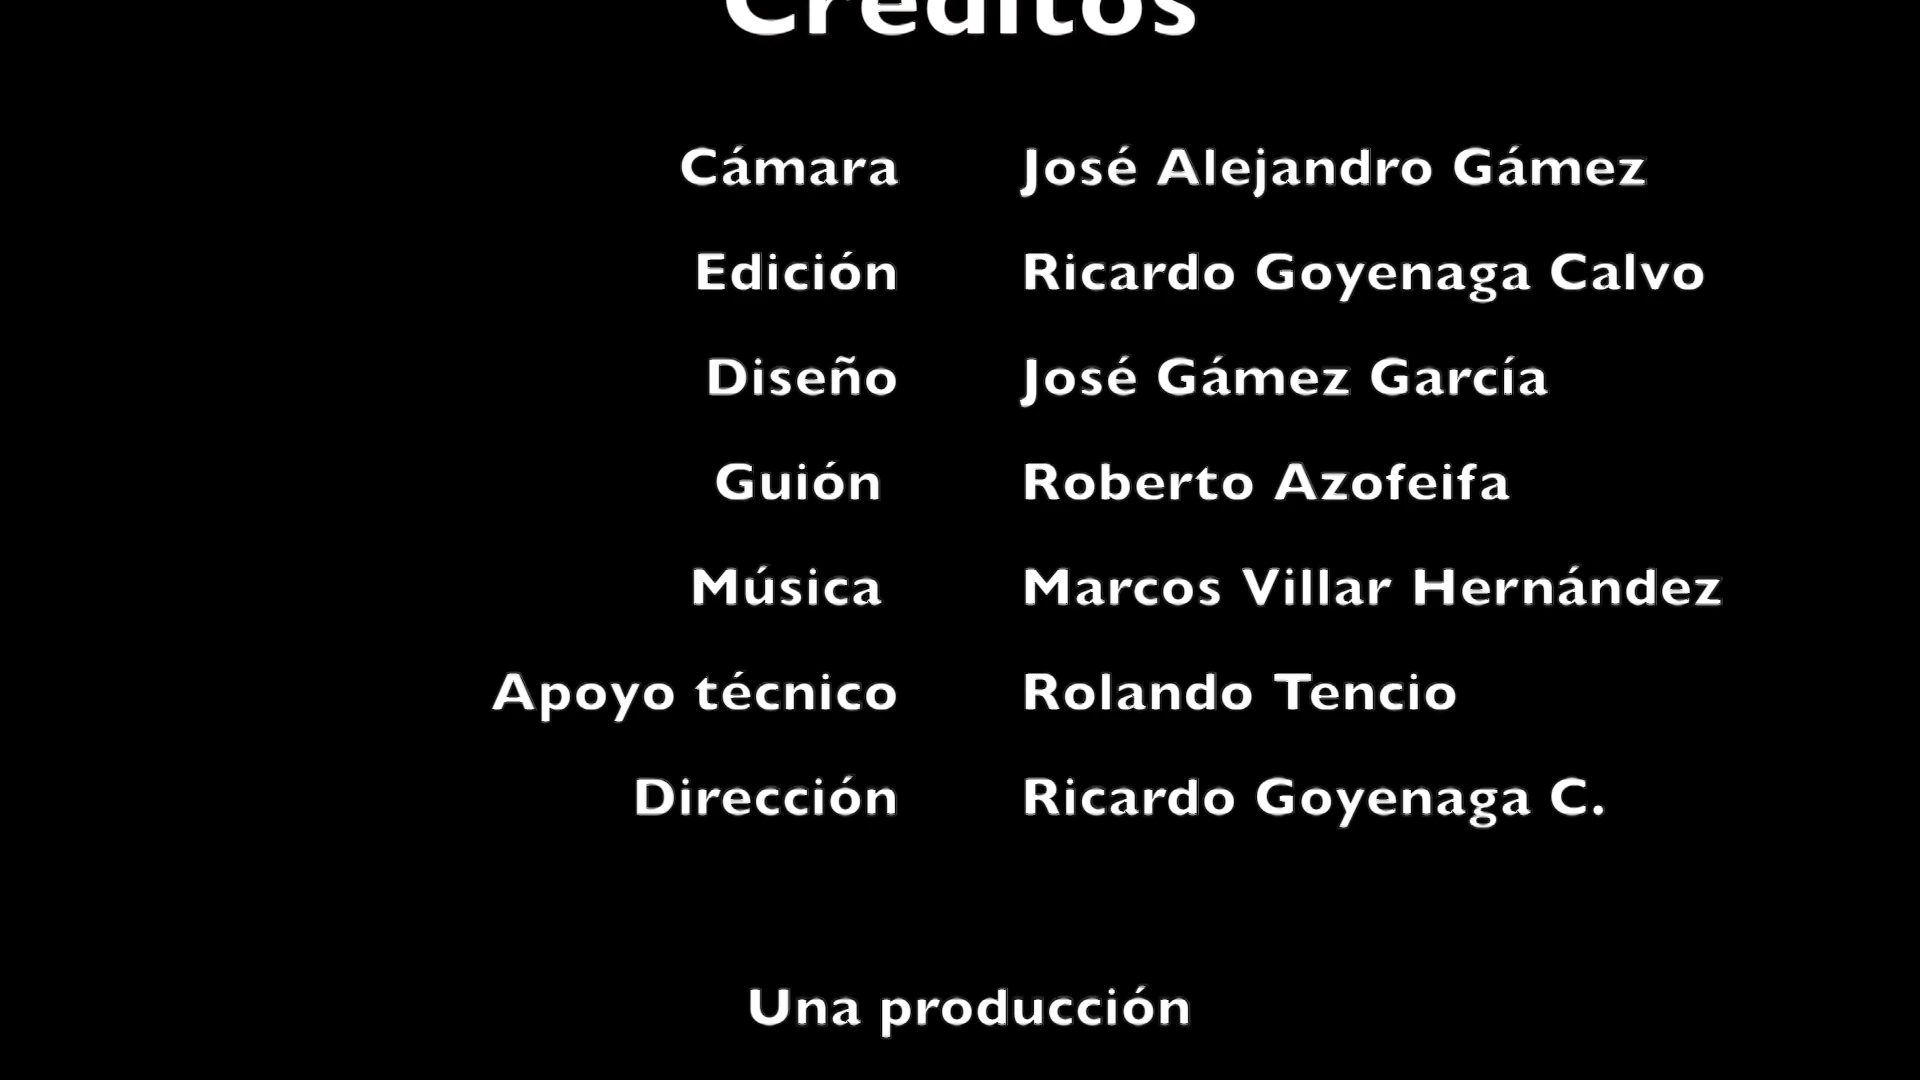 Créditos
Cámara José Alejandro Gámez
Edición Ricardo Goyenaga Calvo
Diseño José Gámez García
Guión Roberto Azofeifa
Música Marcos Villar Hernández
Apoyo técnico Rolando Tencio
Dirección Ricardo Goyenaga C.
Una producción